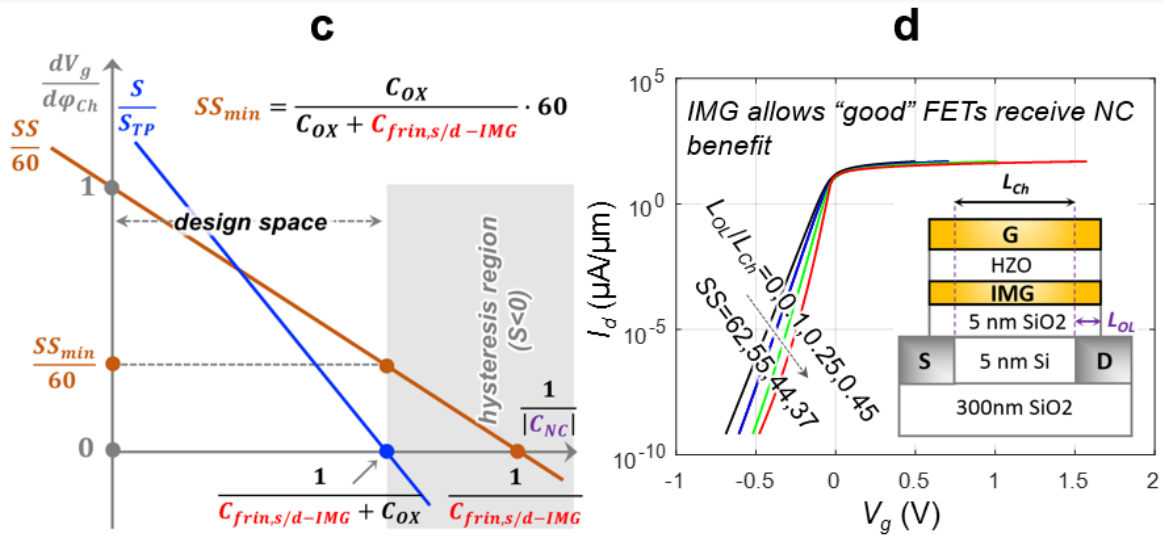 c
dV_g
dφ_Ch
S
S_TP
SS
60
SS_min = C_OX / (C_OX + C_frin,s/d−IMG) · 60
1
design space
hysteresis region
(S<0)
SS_min
60
1
|C_NC|
0
1
C_frin,s/d−IMG + C_OX
1
C_frin,s/d−IMG
d
IMG allows “good” FETs receive NC
benefit
10^5
10^0
10^-5
10^-10
I_d (μA/μm)
L_OL/L_Ch=0,0.1,0.25,0.45
SS=62,55,44,37
L_Ch
G
HZO
IMG
5 nm SiO2
L_OL
S
5 nm Si
D
300nm SiO2
-1
-0.5
0
0.5
1
1.5
2
V_g (V)